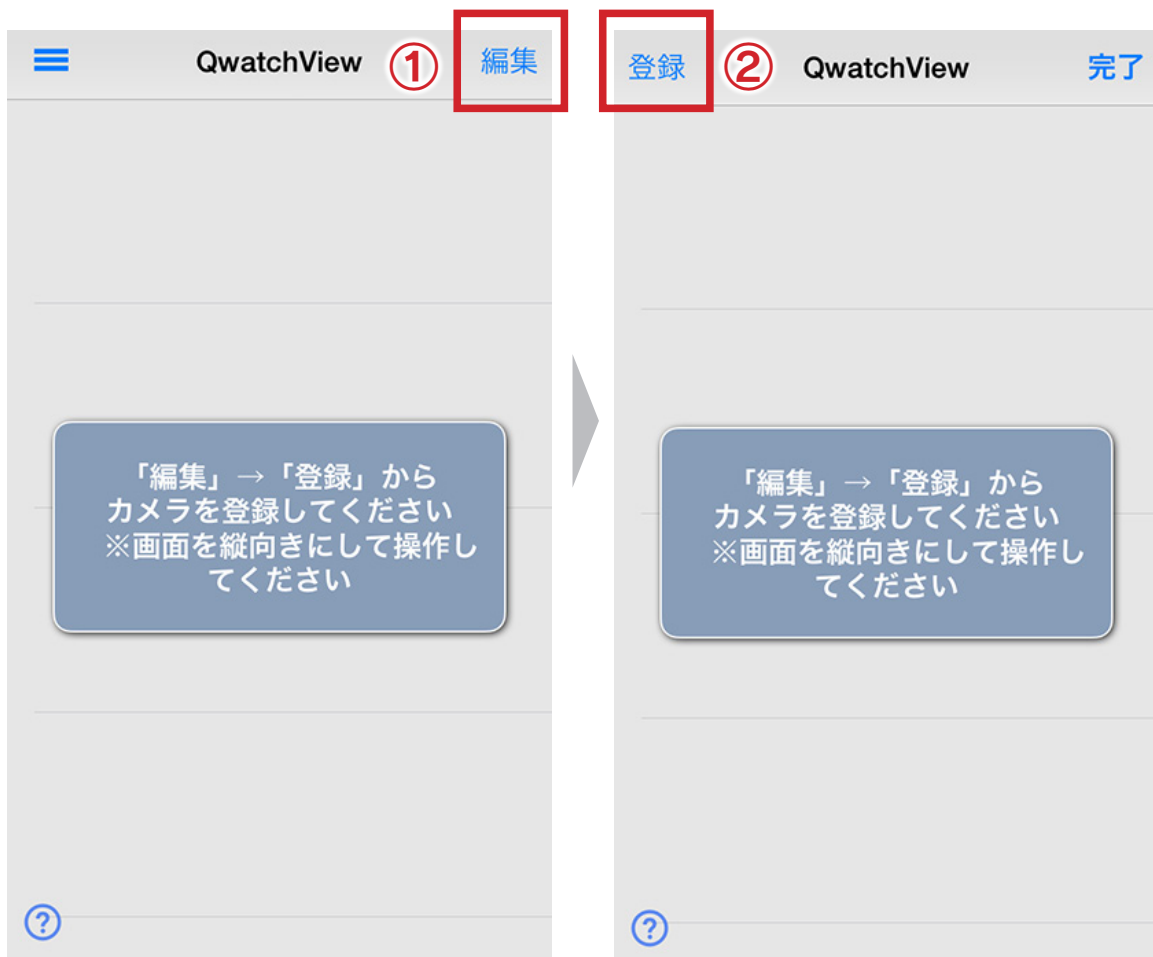 QwatchView ① 編集
「編集」→「登録」から
カメラを登録してください
※画面を縦向きにして操作し
てください
?
登録 ② QwatchView 完了
「編集」→「登録」から
カメラを登録してください
※画面を縦向きにして操作し
てください
?